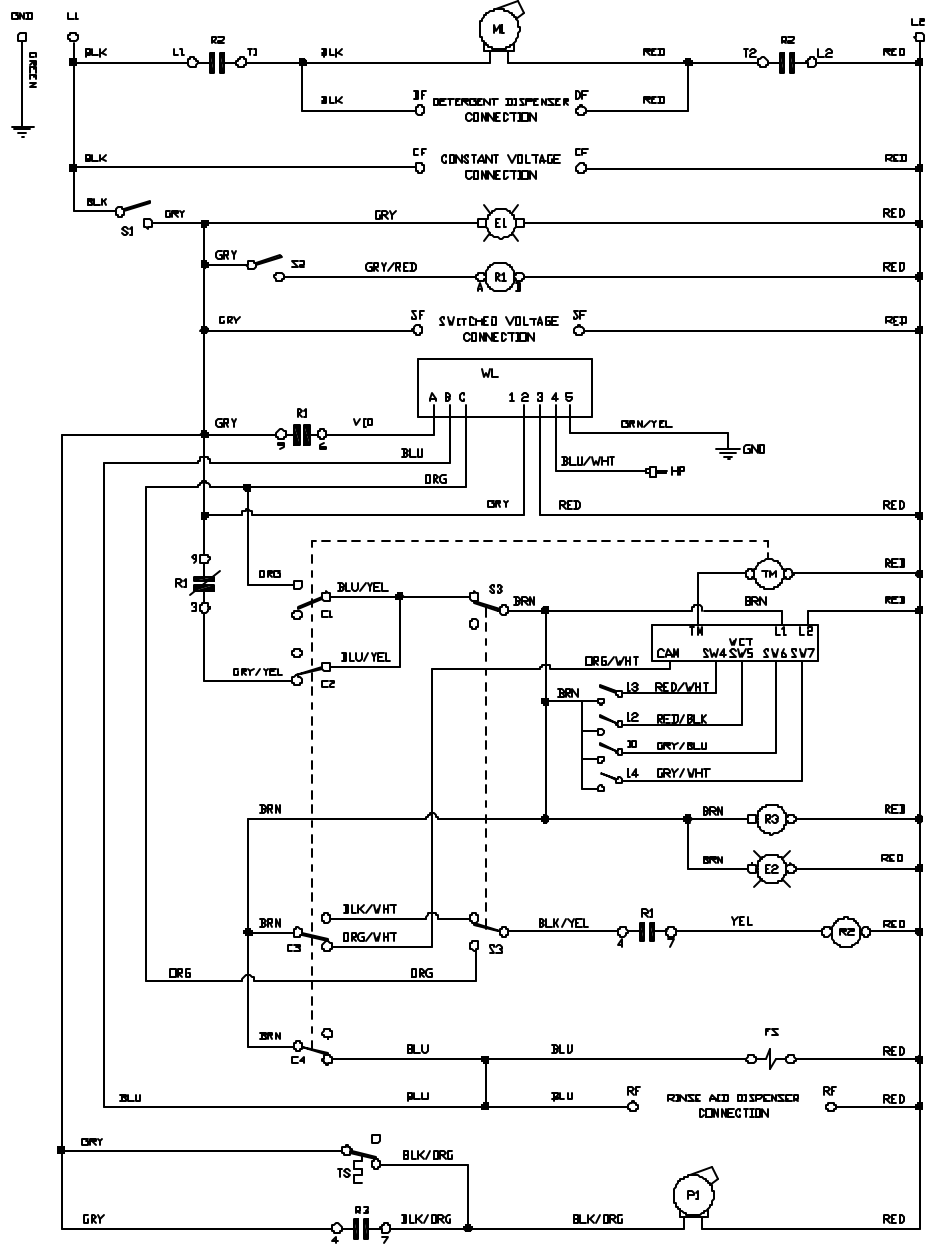 GND L1 L2
GREEN
M1
BLK L1 R2 T1 BLK RED T2 R2 L2 RED
BLK DF DETERGENT DISPENSER DF RED
CONNECTION
BLK CF CONSTANT VOLTAGE CF RED
CONNECTION
BLK S1 GRY GRY E1 RED
GRY S2 GRY/RED R1 RED
A B
GRY SF SWITCHED VOLTAGE SF RED
CONNECTION
WL
A B C 1 2 3 4 5
GRY R1 VIO GRN/YEL
9 6
BLU GND
BLU/WHT HP
ORG
GRY RED RED
9
R1 ORG TM RED
3
BLU/YEL S3 BRN BRN RED
C1
TM L1 L2
VCT
CAM SW4 SW5 SW6 SW7
GRY/YEL BLU/YEL ORG/WHT
C2
BRN L3 RED/WHT
L2 RED/BLK
GRY/BLU
L4 GRY/WHT
BRN BRN R3 RED
BRN E2 RED
BLK/WHT R1
BRN ORG/WHT BLK/YEL YEL R2 RED
C3 S3 4 7
ORG ORG
BRN FS
C4 BLU BLU RED
RF RF
BLU BLU BLU RINSE AID DISPENSER RED
CONNECTION
GRY BLK/ORG
TS
P1
GRY R3 BLK/ORG BLK/ORG RED
4 7